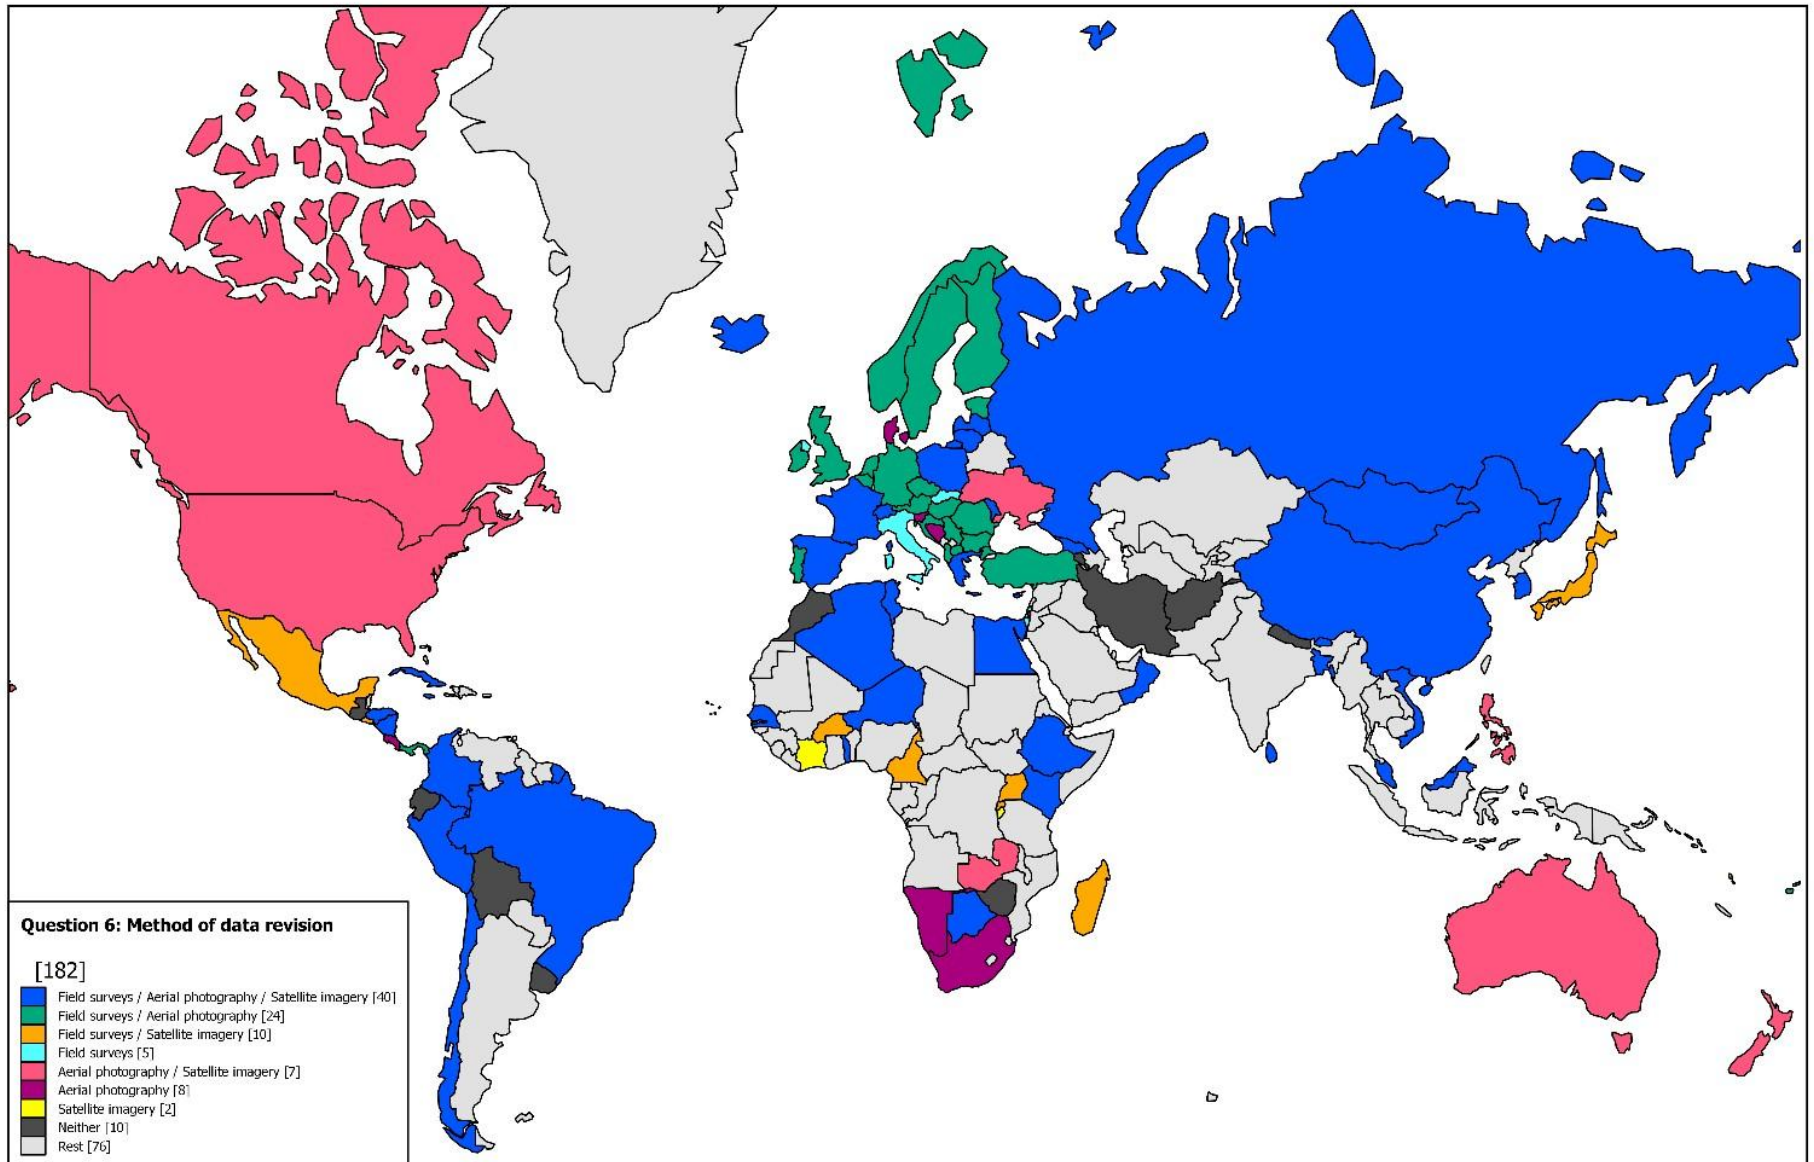 Question 6: Method of data revision
[182]
Field surveys / Aerial photography / Satellite imagery [40]
Field surveys / Aerial photography [24]
Field surveys / Satellite imagery [10]
Field surveys [5]
Aerial photography / Satellite imagery [7]
Aerial photography [8]
Satellite imagery [2]
Neither [10]
Rest [76]